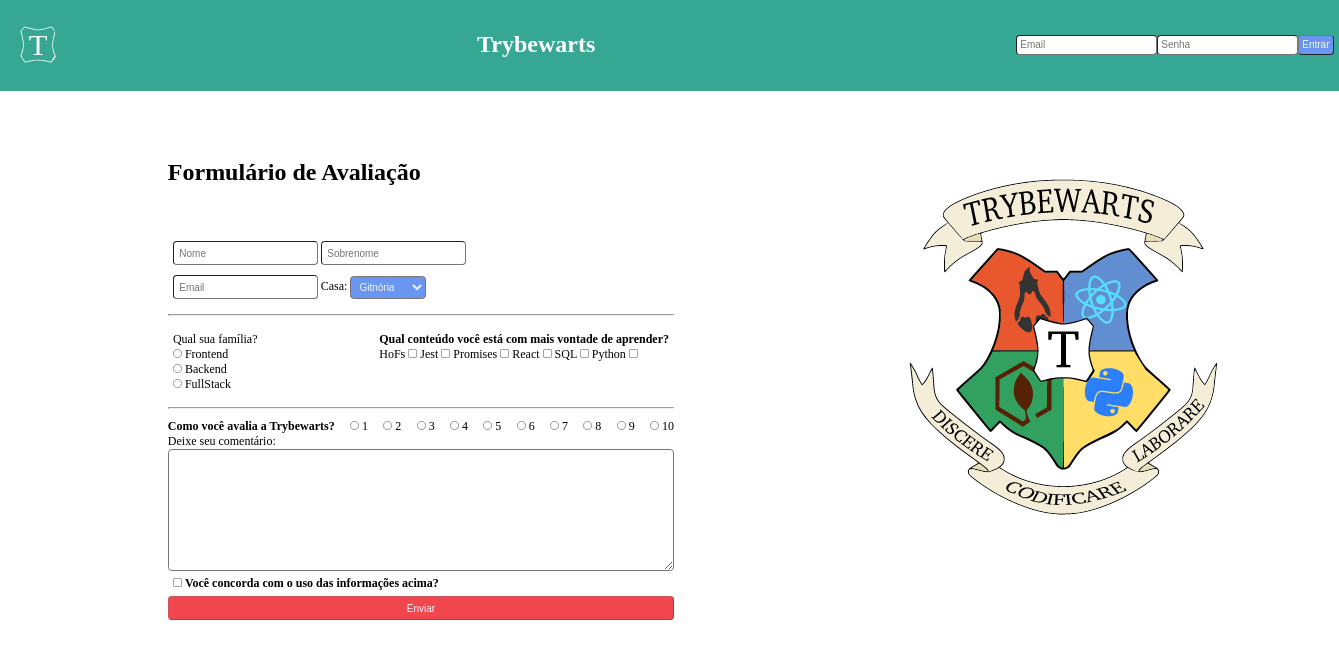 T
Trybewarts
Email Senha Entrar
Formulário de Avaliação
Nome Sobrenome
Email Casa: Gitnória
Qual sua família?
Frontend
Backend
FullStack
Qual conteúdo você está com mais vontade de aprender?
HoFs Jest Promises React SQL Python
Como você avalia a Trybewarts? 1 2 3 4 5 6 7 8 9 10
Deixe seu comentário:
Você concorda com o uso das informações acima?
Enviar
TRYBEWARTS
T
DISCERE
CODIFICARE
LABORARE